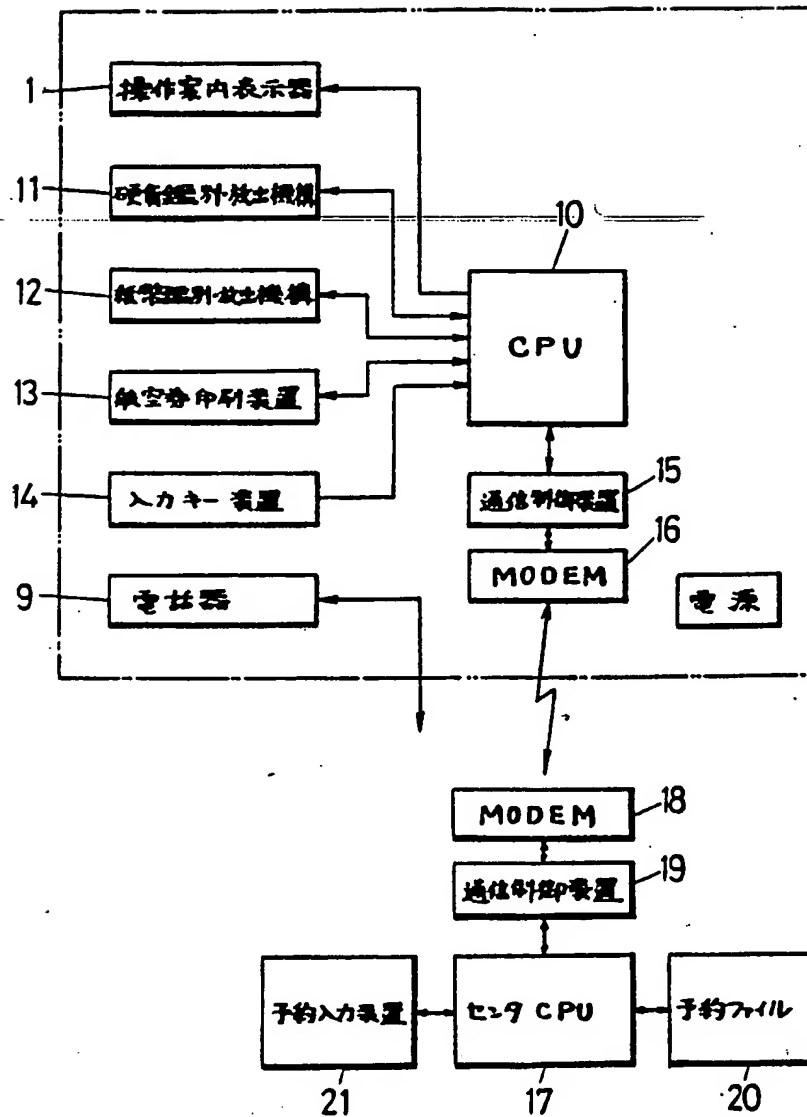 1 操作案内表示器
11 硬貨鑑別・放出機構
10
12 紙幣鑑別・放出機構
CPU
13 航空券印刷装置
14 入力キー装置
通信制御装置 15
16
9 電話器
MODEM
電源
MODEM 18
通信制御装置 19
予約入力装置
センタ CPU
予約ファイル
21
17
20